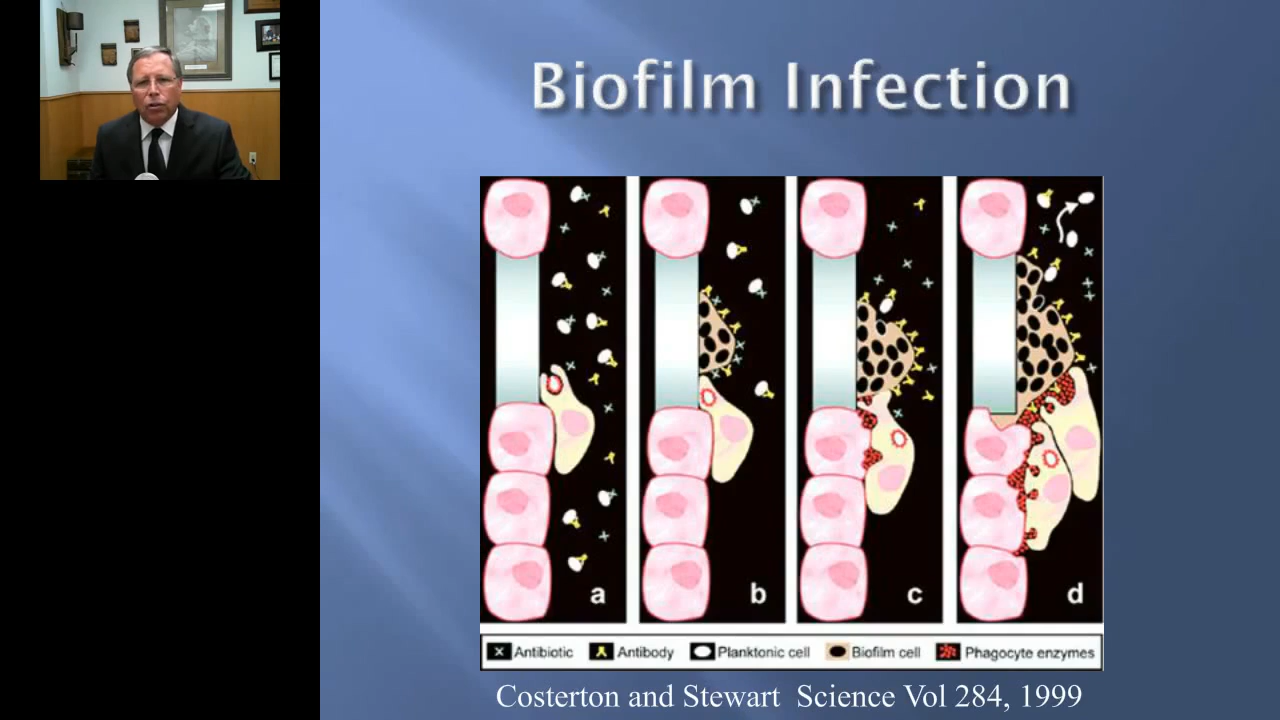 Biofilm Infection
a b c d
Antibiotic Antibody Planktonic cell Biofilm cell Phagocyte enzymes
Costerton and Stewart Science Vol 284, 1999